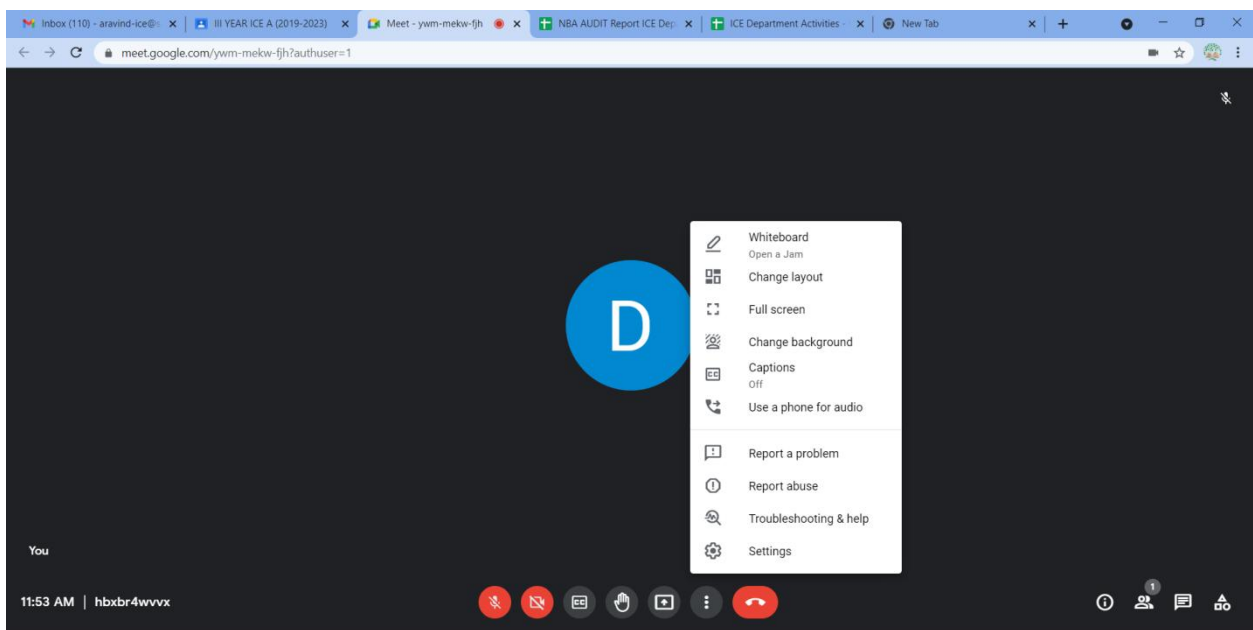 Inbox (110) - aravind-ice@s
III YEAR ICE A (2019-2023)
Meet - ywm-mekw-fjh
NBA AUDIT Report ICE Dep
ICE Department Activities -
New Tab
meet.google.com/ywm-mekw-fjh?authuser=1
Whiteboard
Open a Jam
Change layout
Full screen
D
Change background
Captions
Off
Use a phone for audio
Report a problem
Report abuse
Troubleshooting & help
Settings
You
11:53 AM | hbxbr4wvvx
1